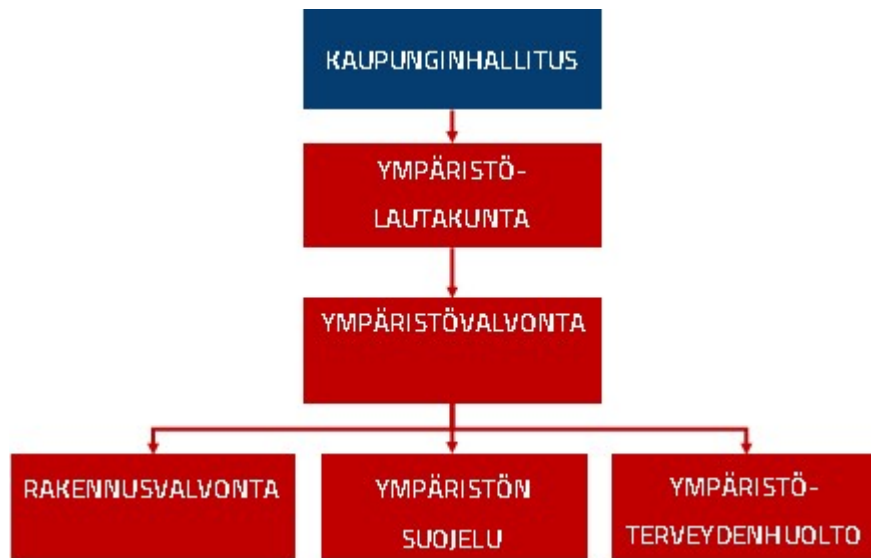 KAUPUNGINHALLITUS
YMPÄRISTÖ-
LAUTAKUNTA
YMPÄRISTÖVALVONTA
RAKENNUSVALVONTA
YMPÄRISTÖN
SUOJELU
YMPÄRISTÖ-
TERVEYDENHUOLTO